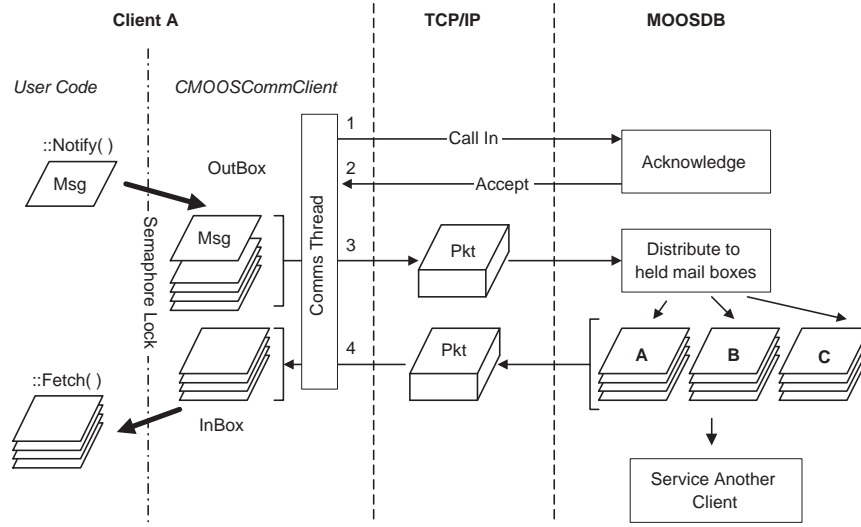 Client A
TCP/IP
MOOSDB
User Code
CMOOSCommClient
::Notify( )
Msg
OutBox
Msg
Semaphore Lock
Comms Thread
1
Call In
2
Accept
Acknowledge
3
Pkt
Distribute to
held mail boxes
4
Pkt
A
B
C
::Fetch( )
InBox
Service Another
Client